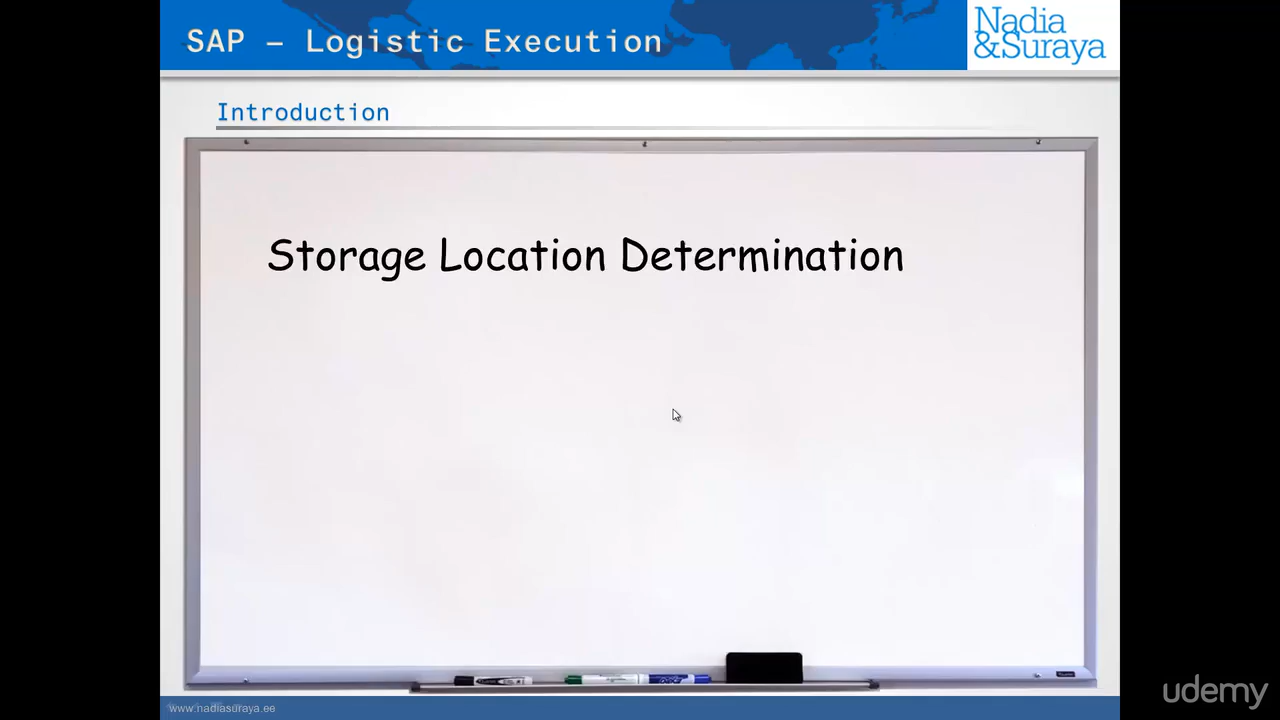 SAP – Logistic Execution
Nadia
&Suraya
Introduction
Storage Location Determination
www.nadiasuraya.ee
udemy